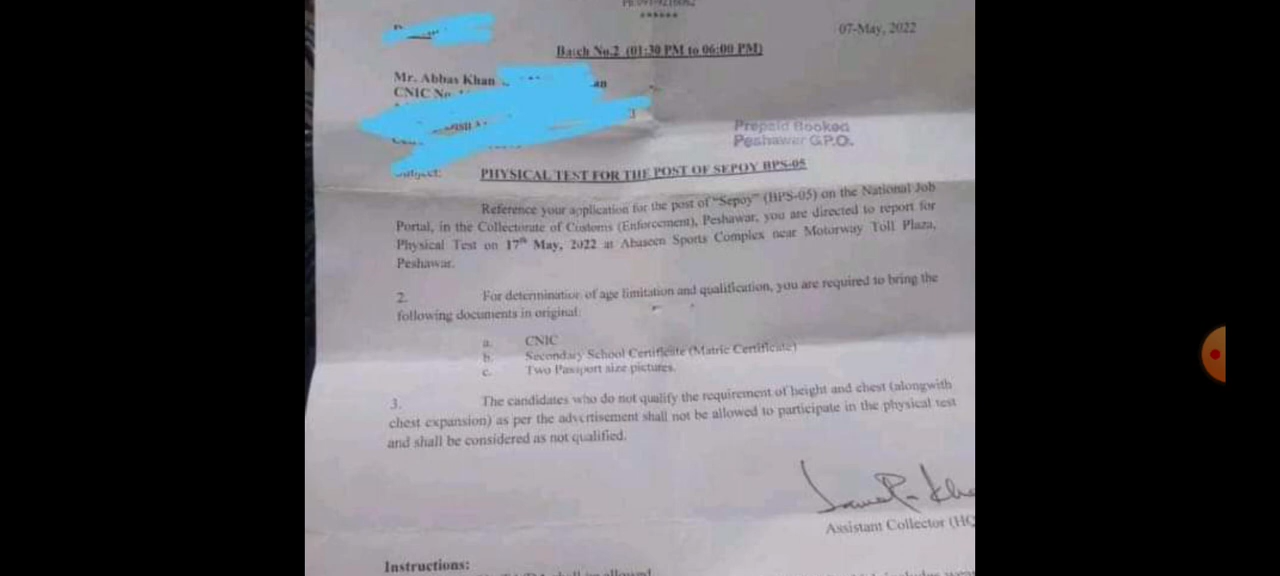 ******
07-May, 2022
Batch No.2 (01:30 PM to 06:00 PM)
Mr. Abbas Khan
CNIC No.
Prepaid Booked
Peshawar G.P.O.
Subject: PHYSICAL TEST FOR THE POST OF SEPOY BPS-05
Reference your application for the post of "Sepoy" (BPS-05) on the National Job
Portal, in the Collectorate of Customs (Enforcement), Peshawar, you are directed to report for
Physical Test on 17th May, 2022 at Abaseen Sports Complex near Motorway Toll Plaza,
Peshawar.
2. For determination of age limitation and qualification, you are required to bring the
following documents in original:
a. CNIC
b. Secondary School Certificate (Matric Certificate)
c. Two Passport size pictures.
3. The candidates who do not qualify the requirement of height and chest (alongwith
chest expansion) as per the advertisement shall not be allowed to participate in the physical test
and shall be considered as not qualified.
Assistant Collector (HQ
Instructions:
shall be allowed